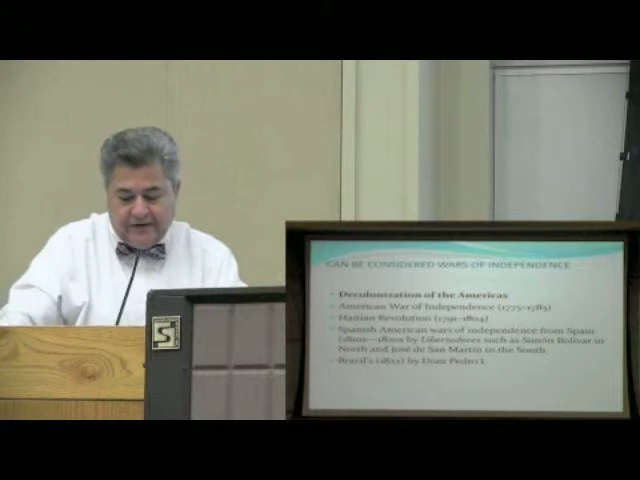 CAN BE CONSIDERED WARS OF INDEPENDENCE
Decolonization of the Americas
American War of Independence (1775-1783)
Haitian Revolution (1791-1804)
Spanish American wars of independence from Spain
by Libertadores such as Simón Bolívar in
North and José de San Martín in the South
Brazil's (1822) by Dom Pedro I.
S